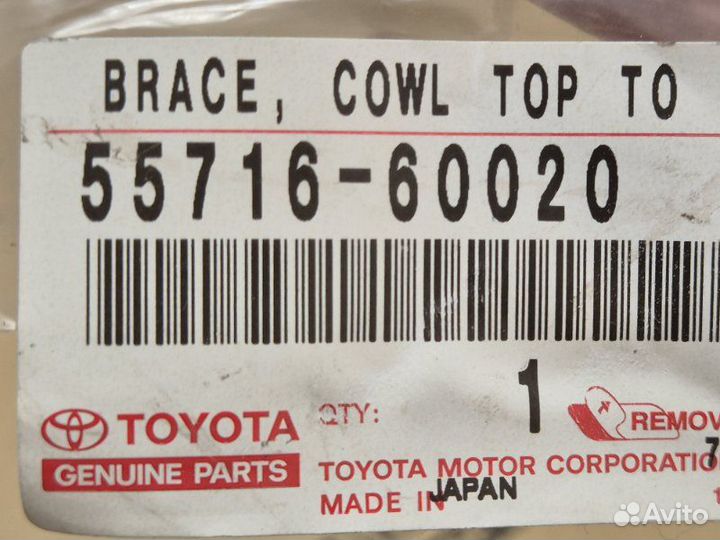 BRACE, COWL TOP TO
55716-60020
TOYOTA
GENUINE PARTS
QTY: 1
REMOV
7
TOYOTA MOTOR CORPORATIO
MADE IN JAPAN
Avito